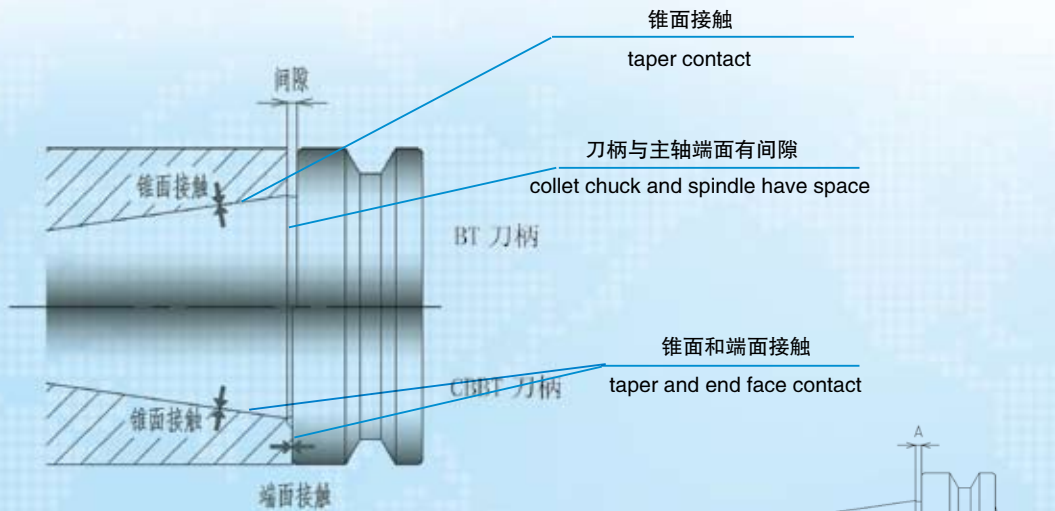 锥面接触
taper contact
间隙
刀柄与主轴端面有间隙
锥面接触
collet chuck and spindle have space
BT 刀柄
锥面和端面接触
taper and end face contact
CBBT 刀柄
锥面接触
A
端面接触